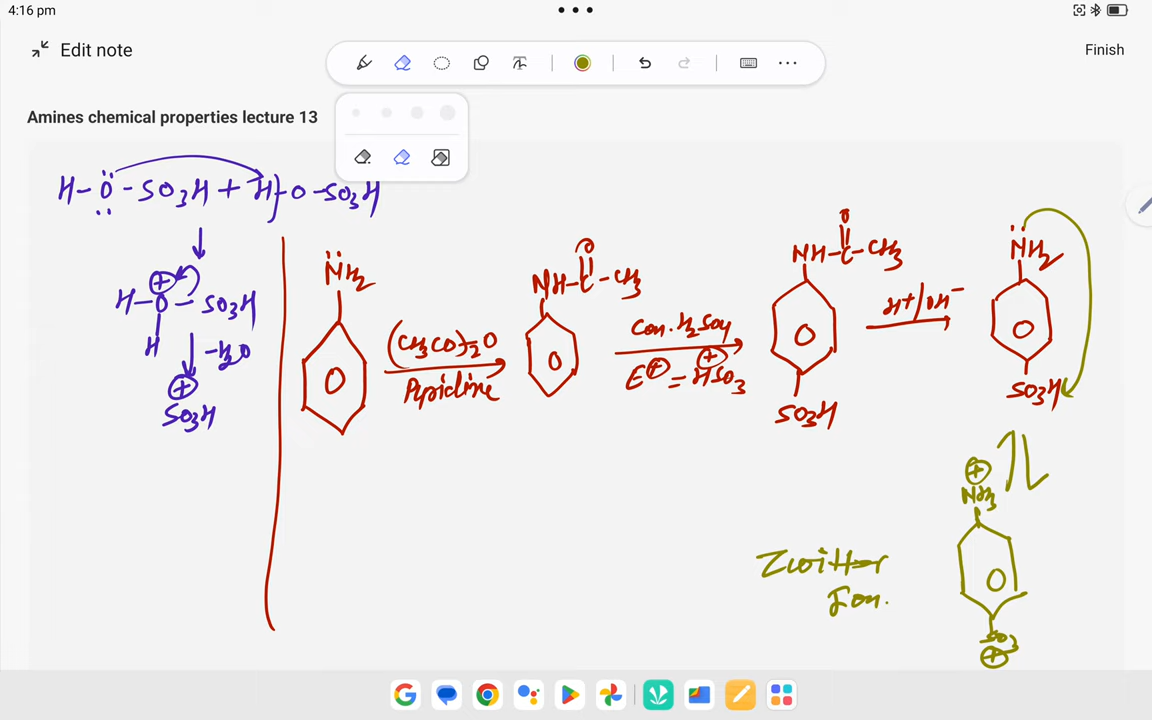 4:16 pm
Edit note
Finish
Amines chemical properties lecture 13
H-O-SO3H + H-O-SO3H
⊕
H-O-SO3H
H
-H2O
⊕
SO3H
NH2
(CH3CO)2O
Pyridine
O
NH-C-CH3
Con. H2SO4
E⊕ = H⊕SO3
O
NH-C-CH3
SO3H
H+/OH-
NH2
SO3H
⊕
NH3
SO3
⊕
Zwitter
Ion.